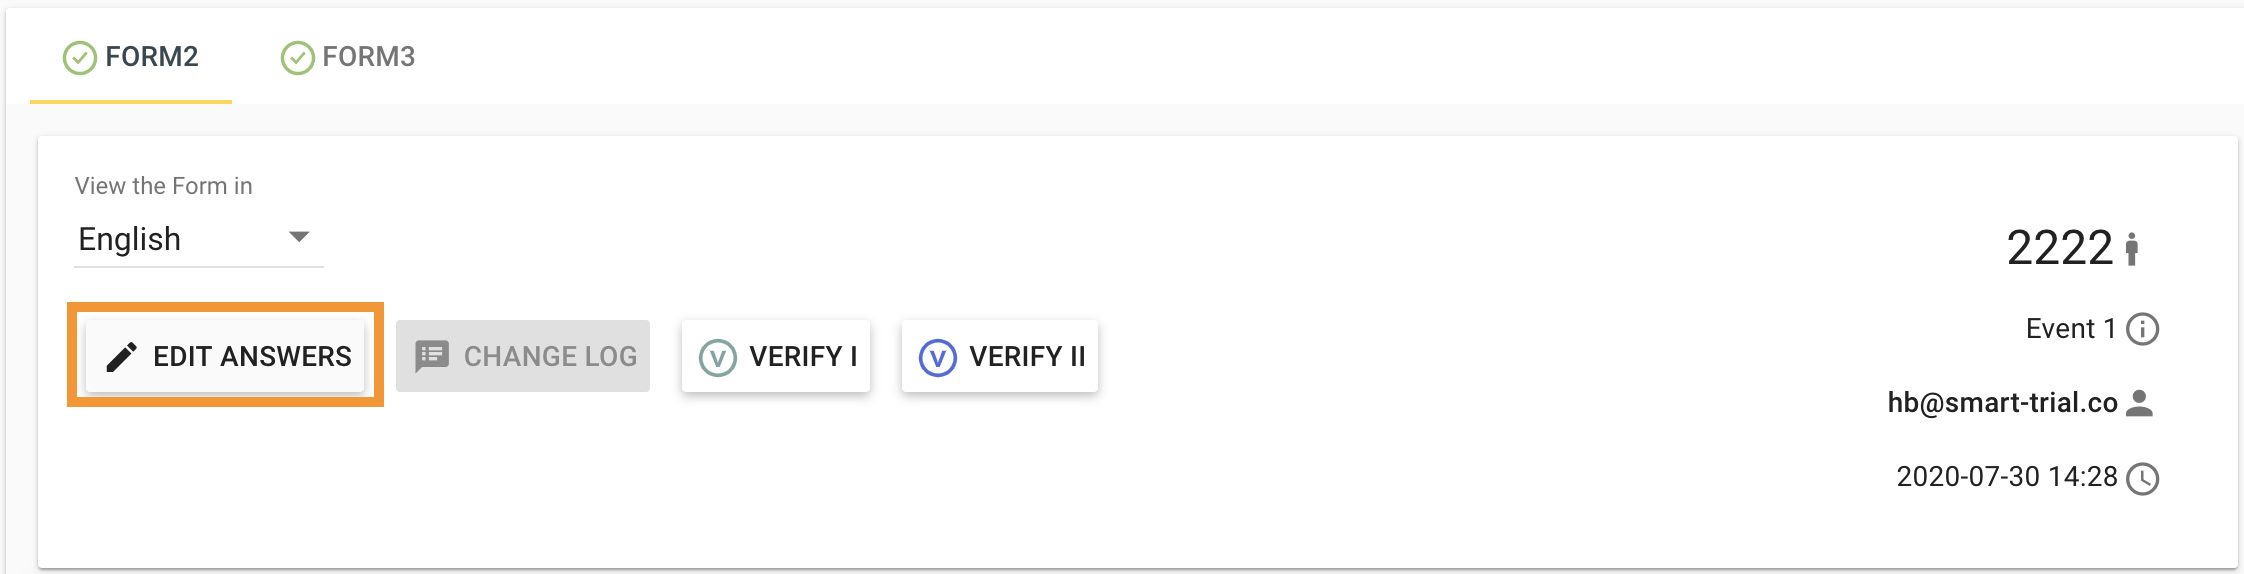 FORM2 FORM3
View the Form in
English
2222
EDIT ANSWERS CHANGE LOG V VERIFY I V VERIFY II
Event 1
hb@smart-trial.co
2020-07-30 14:28